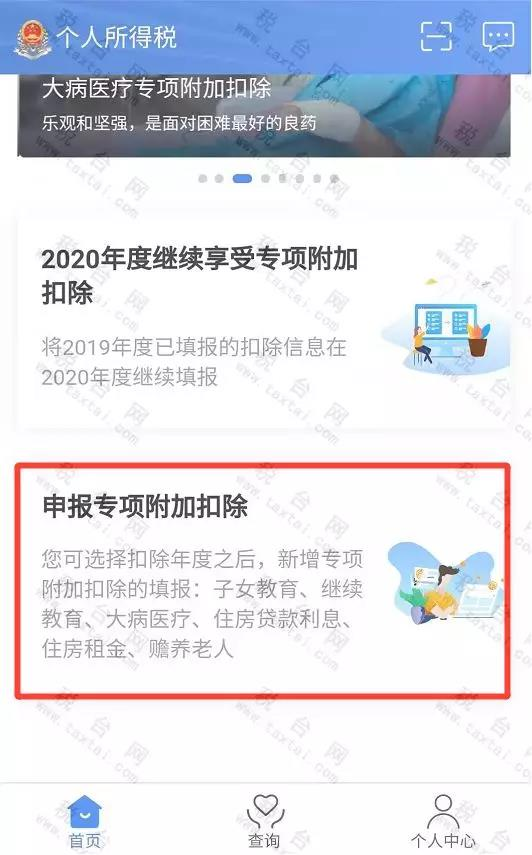 个人所得税
大病医疗专项附加扣除
乐观和坚强，是面对困难最好的良药
2020年度继续享受专项附加
扣除
将2019年度已填报的扣除信息在
2020年度继续填报
申报专项附加扣除
您可选择扣除年度之后，新增专项
附加扣除的填报：子女教育、继续
教育、大病医疗、住房贷款利息、
住房租金、赡养老人
首页
查询
个人中心
税台网
www.taxtai.com